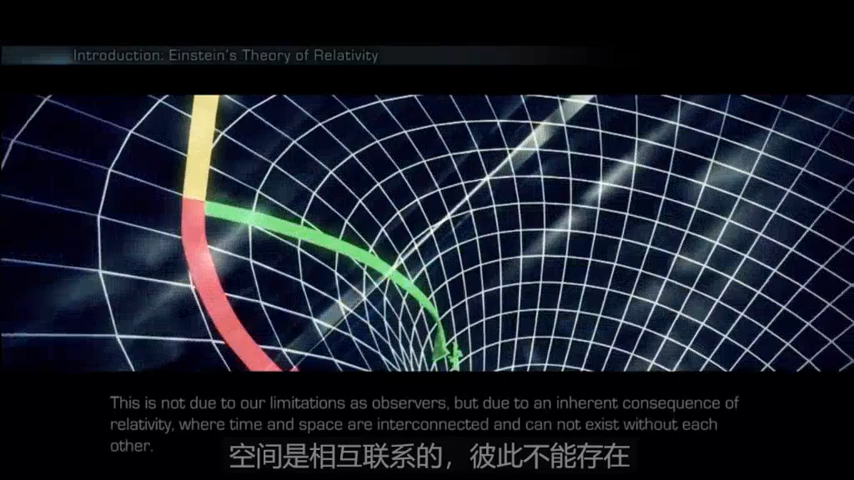 Introduction: Einstein's Theory of Relativity
This is not due to our limitations as observers, but due to an inherent consequence of
relativity, where time and space are interconnected and can not exist without each
other.
空间是相互联系的，彼此不能存在